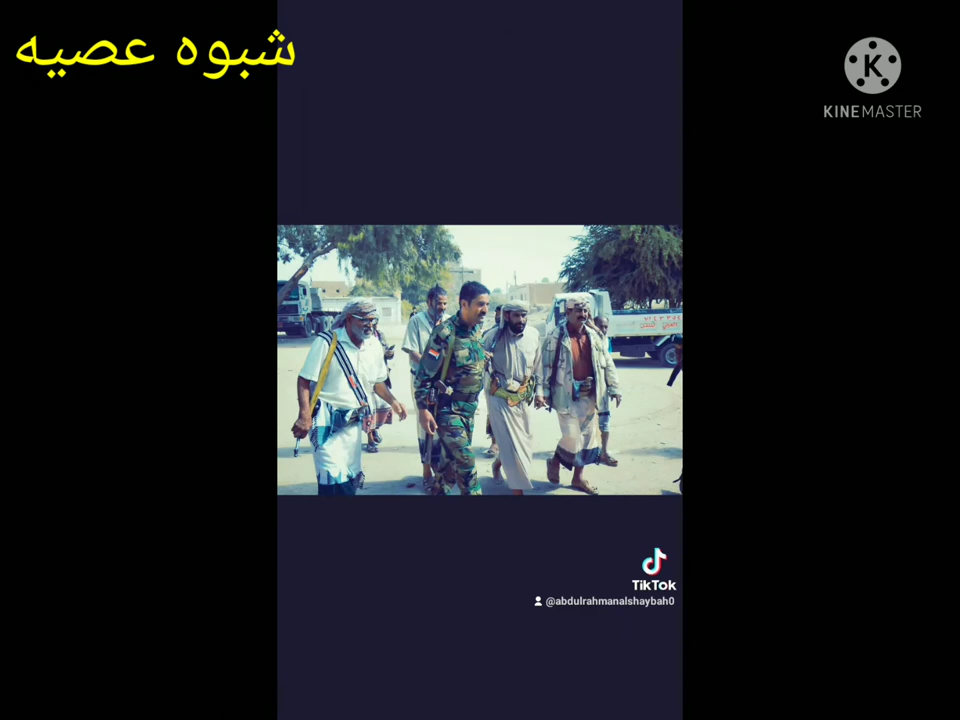 شبوه عصيه
KINEMASTER
TikTok
@abdulrahmanalshaybah0